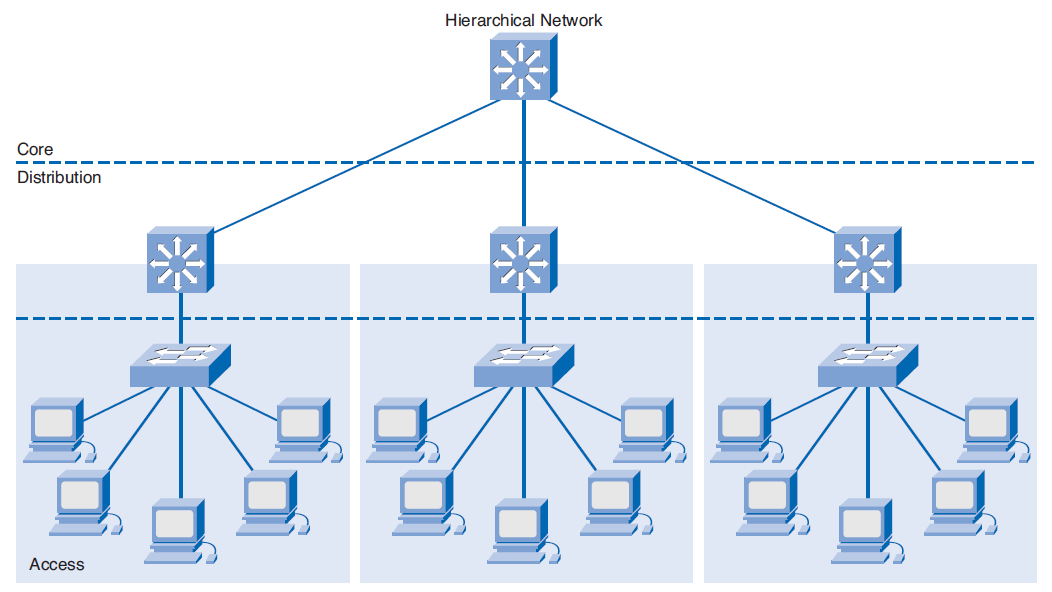 Hierarchical Network
Core
Distribution
Access